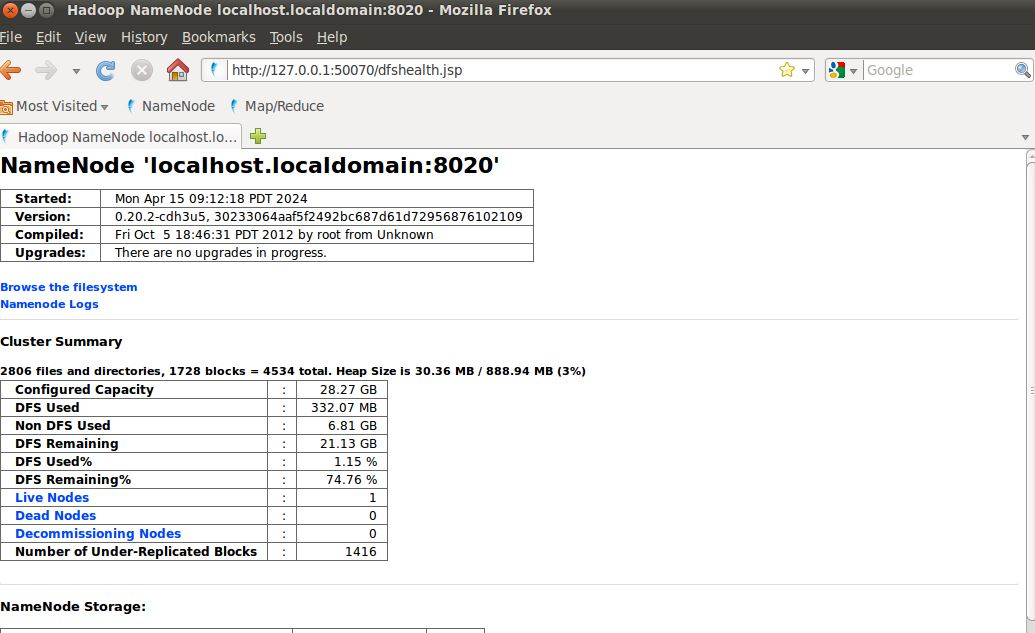 Hadoop NameNode localhost.localdomain:8020 - Mozilla Firefox
File Edit View History Bookmarks Tools Help
http://127.0.0.1:50070/dfshealth.jsp Google
Most Visited NameNode Map/Reduce
Hadoop NameNode localhost.lo...
NameNode 'localhost.localdomain:8020'
Started: Mon Apr 15 09:12:18 PDT 2024
Version: 0.20.2-cdh3u5, 30233064aaf5f2492bc687d61d72956876102109
Compiled: Fri Oct  5 18:46:31 PDT 2012 by root from Unknown
Upgrades: There are no upgrades in progress.
Browse the filesystem
Namenode Logs
Cluster Summary
2806 files and directories, 1728 blocks = 4534 total. Heap Size is 30.36 MB / 888.94 MB (3%)
Configured Capacity : 28.27 GB
DFS Used : 332.07 MB
Non DFS Used : 6.81 GB
DFS Remaining : 21.13 GB
DFS Used% : 1.15 %
DFS Remaining% : 74.76 %
Live Nodes : 1
Dead Nodes : 0
Decommissioning Nodes : 0
Number of Under-Replicated Blocks : 1416
NameNode Storage: